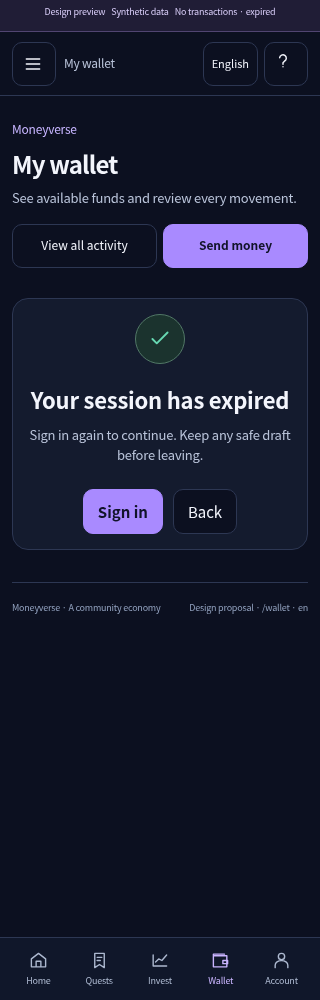 Design preview Synthetic data No transactions · expired
My wallet
English
?
Moneyverse
My wallet
See available funds and review every movement.
View all activity
Send money
Your session has expired
Sign in again to continue. Keep any safe draft
before leaving.
Sign in
Back
Moneyverse · A community economy
Design proposal · /wallet · en
Home
Quests
Invest
Wallet
Account